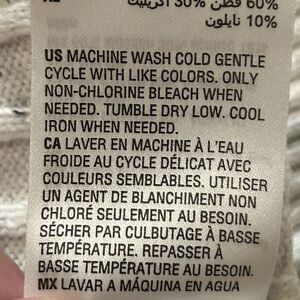 60% قطن 30% اكريليك
10% نايلون
US MACHINE WASH COLD GENTLE
CYCLE WITH LIKE COLORS. ONLY
NON-CHLORINE BLEACH WHEN
NEEDED. TUMBLE DRY LOW. COOL
IRON WHEN NEEDED.
CA LAVER EN MACHINE À L'EAU
FROIDE AU CYCLE DÉLICAT AVEC
COULEURS SEMBLABLES. UTILISER
UN AGENT DE BLANCHIMENT NON
CHLORÉ SEULEMENT AU BESOIN.
SÉCHER PAR CULBUTAGE À BASSE
TEMPÉRATURE. REPASSER À
BASSE TEMPÉRATURE AU BESOIN
MX LAVAR A MÁQUINA EN AGUA